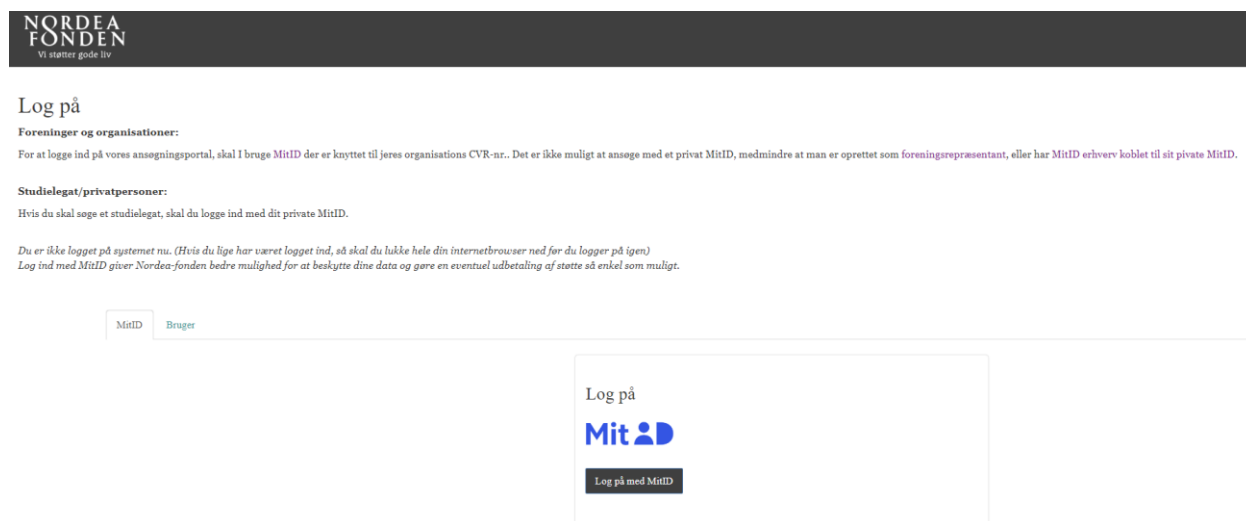 NORDEA
FONDEN
Vi støtter gode liv
Log på
Foreninger og organisationer:
For at logge ind på vores ansøgningsportal, skal I bruge MitID der er knyttet til jeres organisations CVR-nr.. Det er ikke muligt at ansøge med et privat MitID, medmindre at man er oprettet som foreningsrepræsentant, eller har MitID erhverv koblet til sit pivate MitID.
Studielegat/privatpersoner:
Hvis du skal søge et studielegat, skal du logge ind med dit private MitID.
Du er ikke logget på systemet nu. (Hvis du lige har været logget ind, så skal du lukke hele din internetbrowser ned før du logger på igen)
Log ind med MitID giver Nordea-fonden bedre mulighed for at beskytte dine data og gøre en eventuel udbetaling af støtte så enkel som muligt.
MitID Bruger
Log på
Mit ID
Log på med MitID